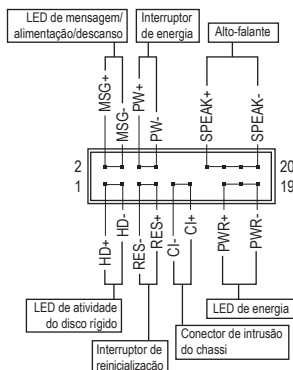 LED de mensagem/
alimentação/descanso
Interruptor
de energia
Alto-falante
MSG+
MSG-
PW+
PW-
SPEAK+
SPEAK-
2
20
1
19
HD+
HD-
RES-
RES+
CI-
CI+
PWR+
PWR-
LED de atividade
do disco rígido
LED de energia
Interruptor de
reinicialização
Conector de intrusão
do chassi